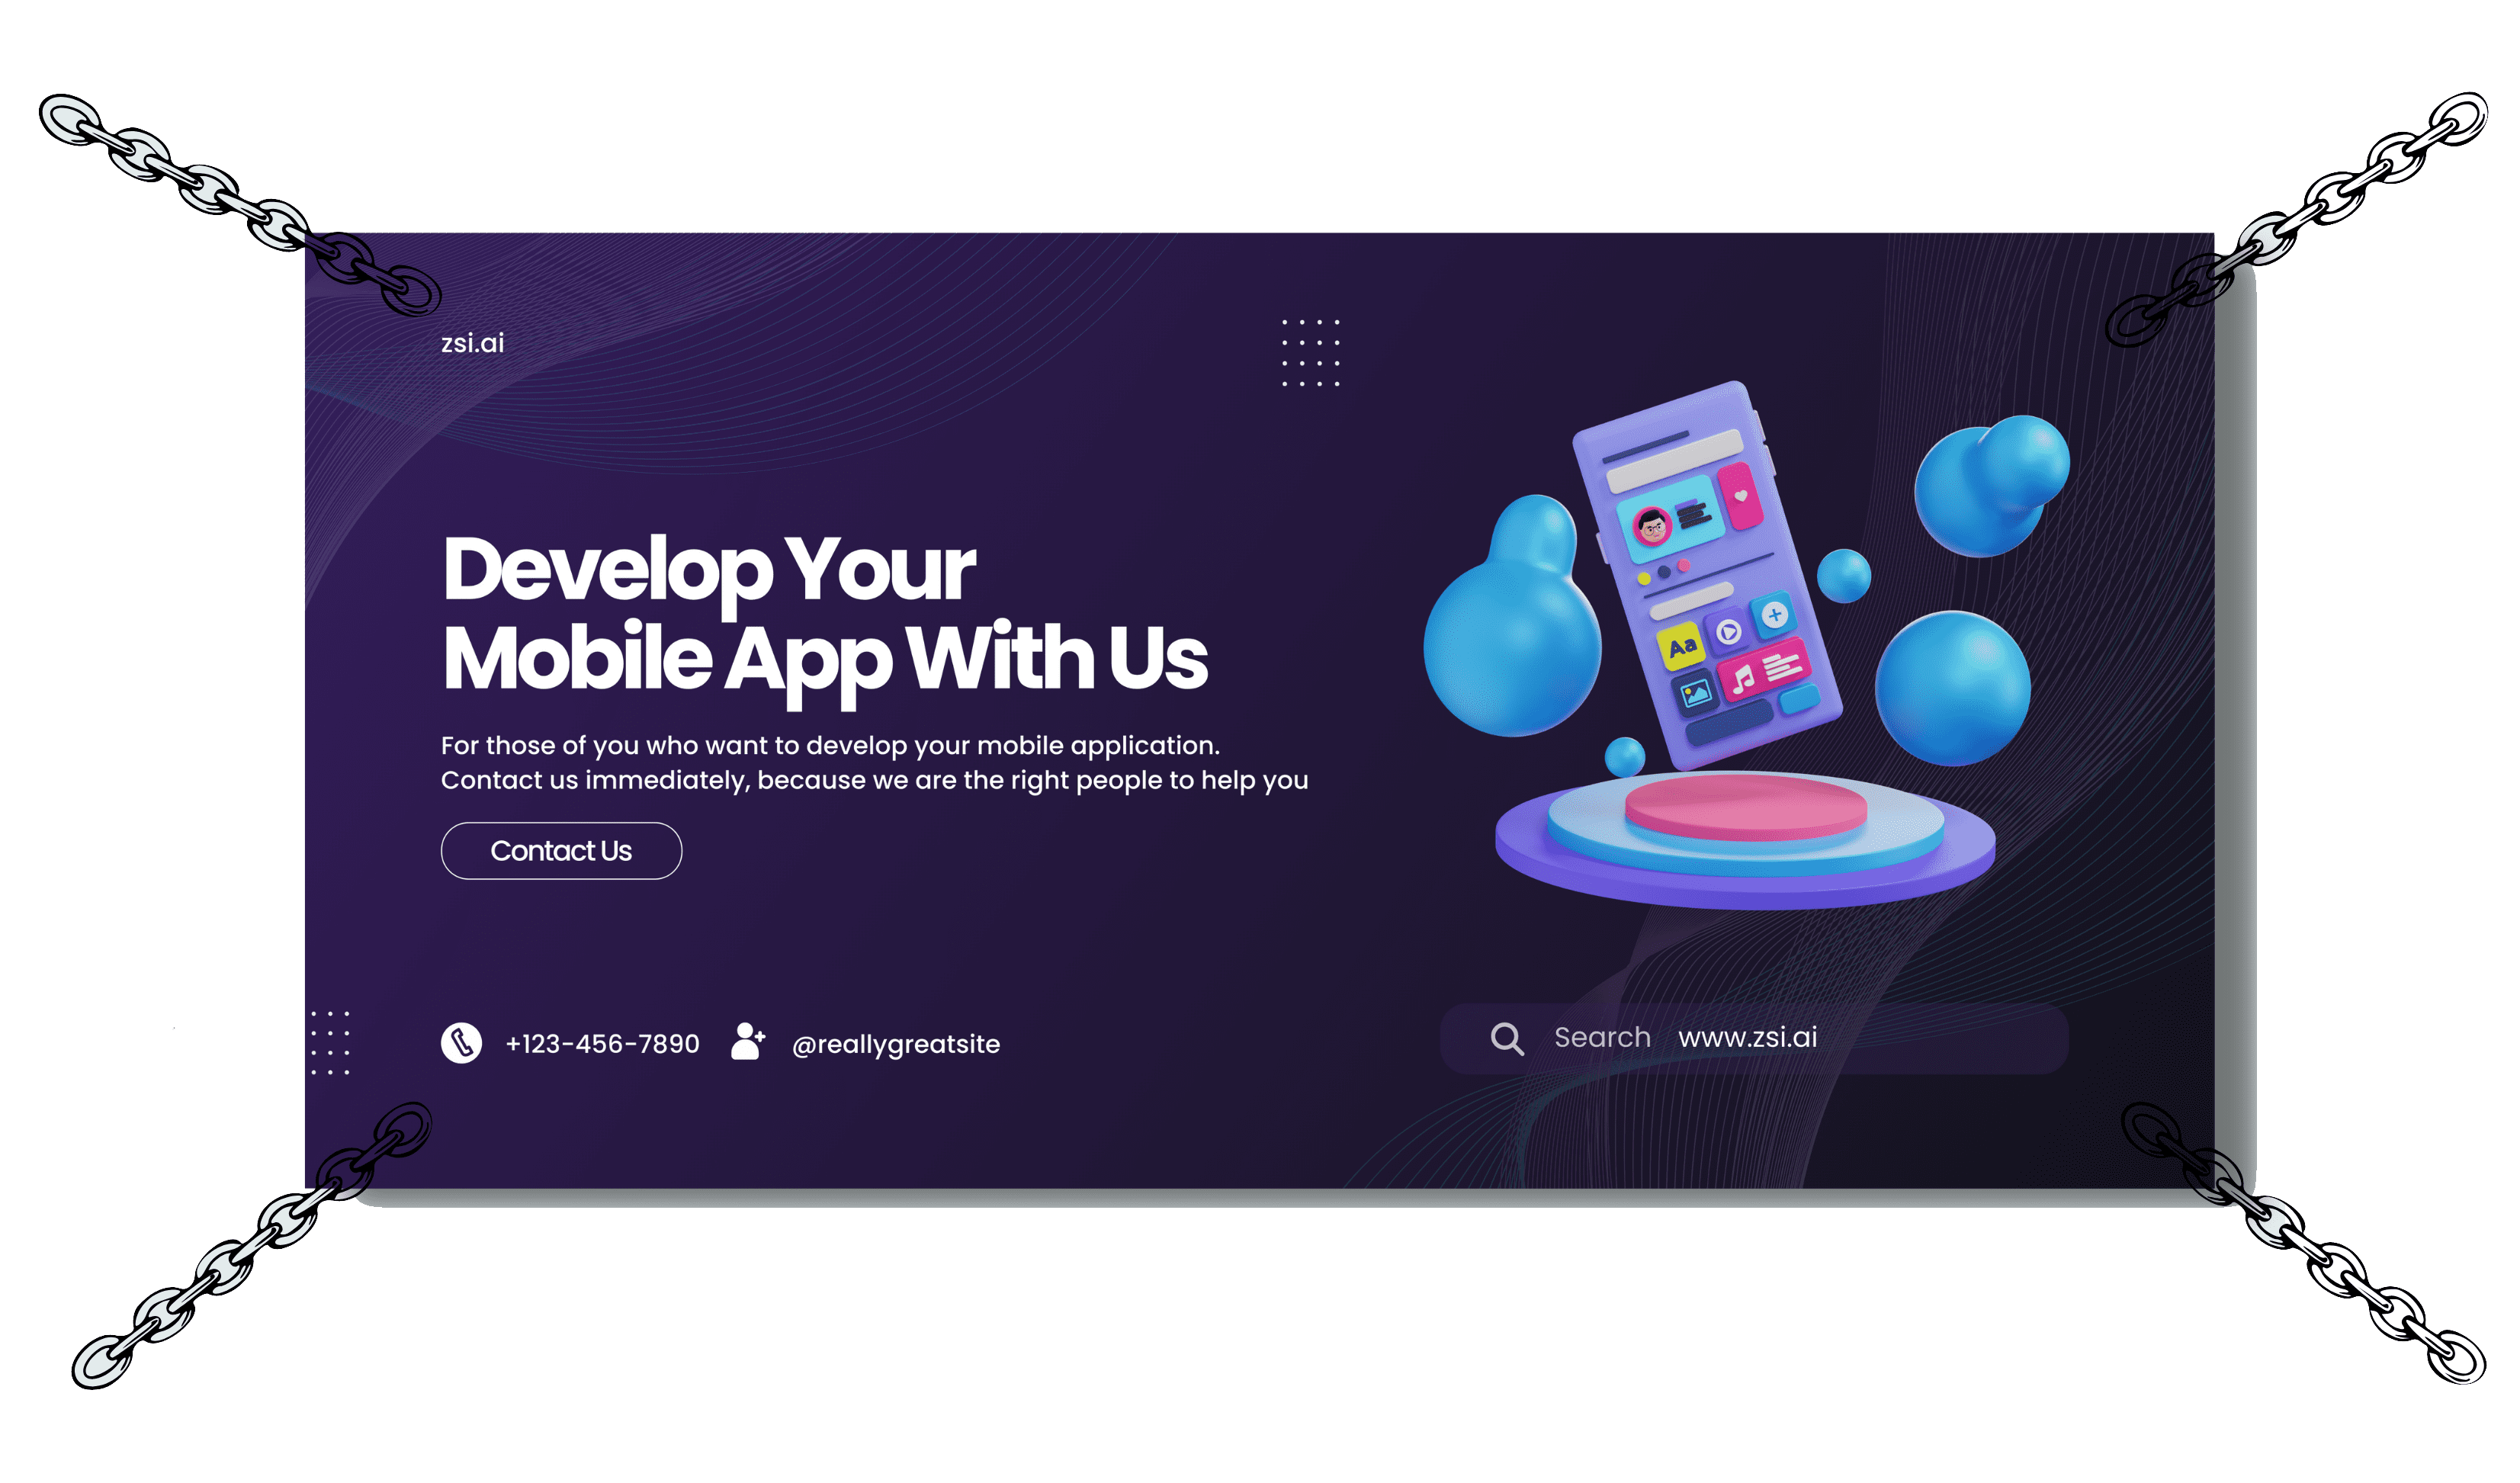 zsi.ai
Develop Your
Mobile App With Us
For those of you who want to develop your mobile application.
Contact us immediately, because we are the right people to help you
Contact Us
+123-456-7890 @reallygreatsite
Search www.zsi.ai
Aa